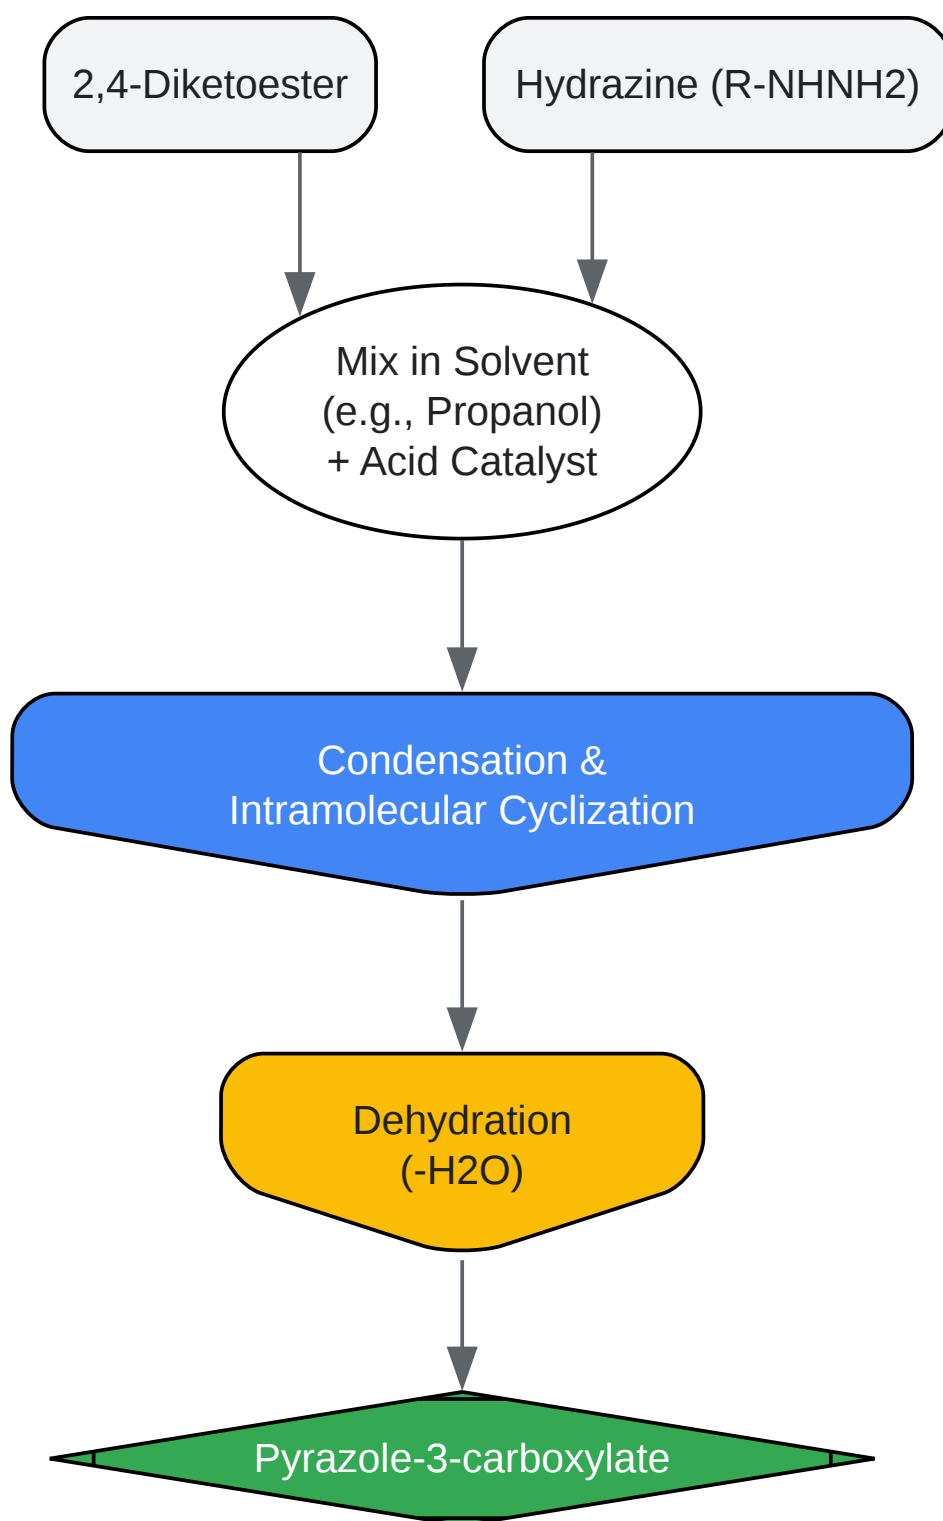 2,4-Diketoester
Hydrazine (R-NHNH2)
Mix in Solvent
(e.g., Propanol)
+ Acid Catalyst
Condensation &
Intramolecular Cyclization
Dehydration
(-H2O)
Pyrazole-3-carboxylate